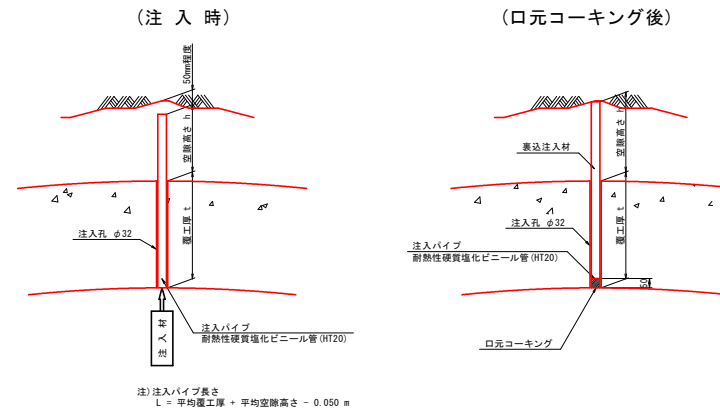 (注 入 時)
50mm程度
空隙高さ h
覆工厚 t
注入孔 φ32
注入材
注入パイプ
耐熱性硬質塩化ビニール管(HT20)
注)注入パイプ長さ
L = 平均覆工厚 + 平均空隙高さ - 0.050 m
(口元コーキング後)
空隙高さ h
裏込注入材
覆工厚 t
注入孔 φ32
注入パイプ
耐熱性硬質塩化ビニール管(HT20)
50
口元コーキング